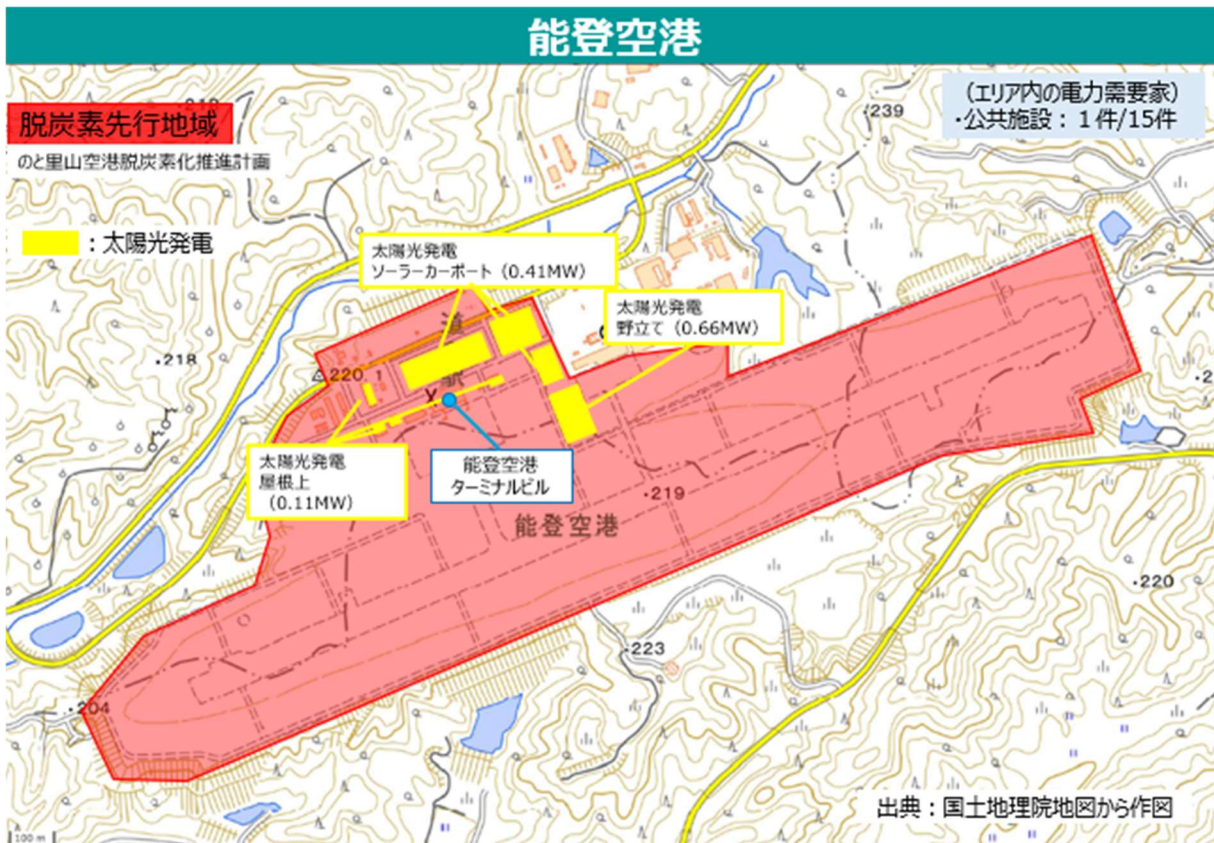 能登空港
脱炭素先行地域
のと里山空港脱炭素化推進計画
(エリア内の電力需要家)
・公共施設：1件/15件
：太陽光発電
太陽光発電
ソーラーカーポート（0.41MW）
太陽光発電
野立て（0.66MW）
太陽光発電
屋根上
（0.11MW）
能登空港
ターミナルビル
能登空港
239
218
220.1
219
220
223
204
出典：国土地理院地図から作図
100 m